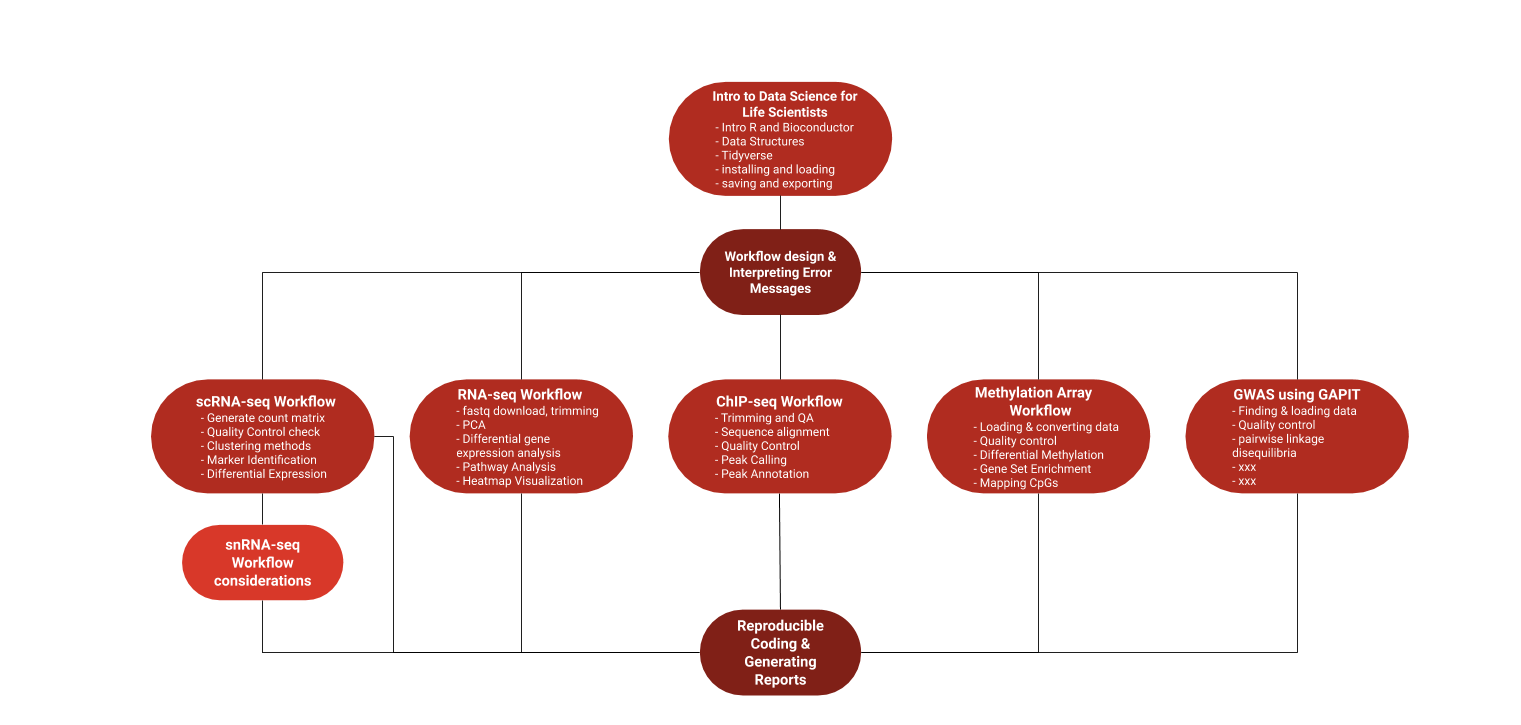 Intro to Data Science for
Life Scientists
- Intro R and Bioconductor
- Data Structures
- Tidyverse
- installing and loading
- saving and exporting
Workflow design &
Interpreting Error
Messages
scRNA-seq Workflow
- Generate count matrix
- Quality Control check
- Clustering methods
- Marker Identification
- Differential Expression
RNA-seq Workflow
- fastq download, trimming
- PCA
- Differential gene
expression analysis
- Pathway Analysis
- Heatmap Visualization
ChIP-seq Workflow
- Trimming and QA
- Sequence alignment
- Quality Control
- Peak Calling
- Peak Annotation
Methylation Array
Workflow
- Loading & converting data
- Quality control
- Differential Methylation
- Gene Set Enrichment
- Mapping CpGs
GWAS using GAPIT
- Finding & loading data
- Quality control
- pairwise linkage
disequilibria
- xxx
- xxx
snRNA-seq
Workflow
considerations
Reproducible
Coding &
Generating
Reports